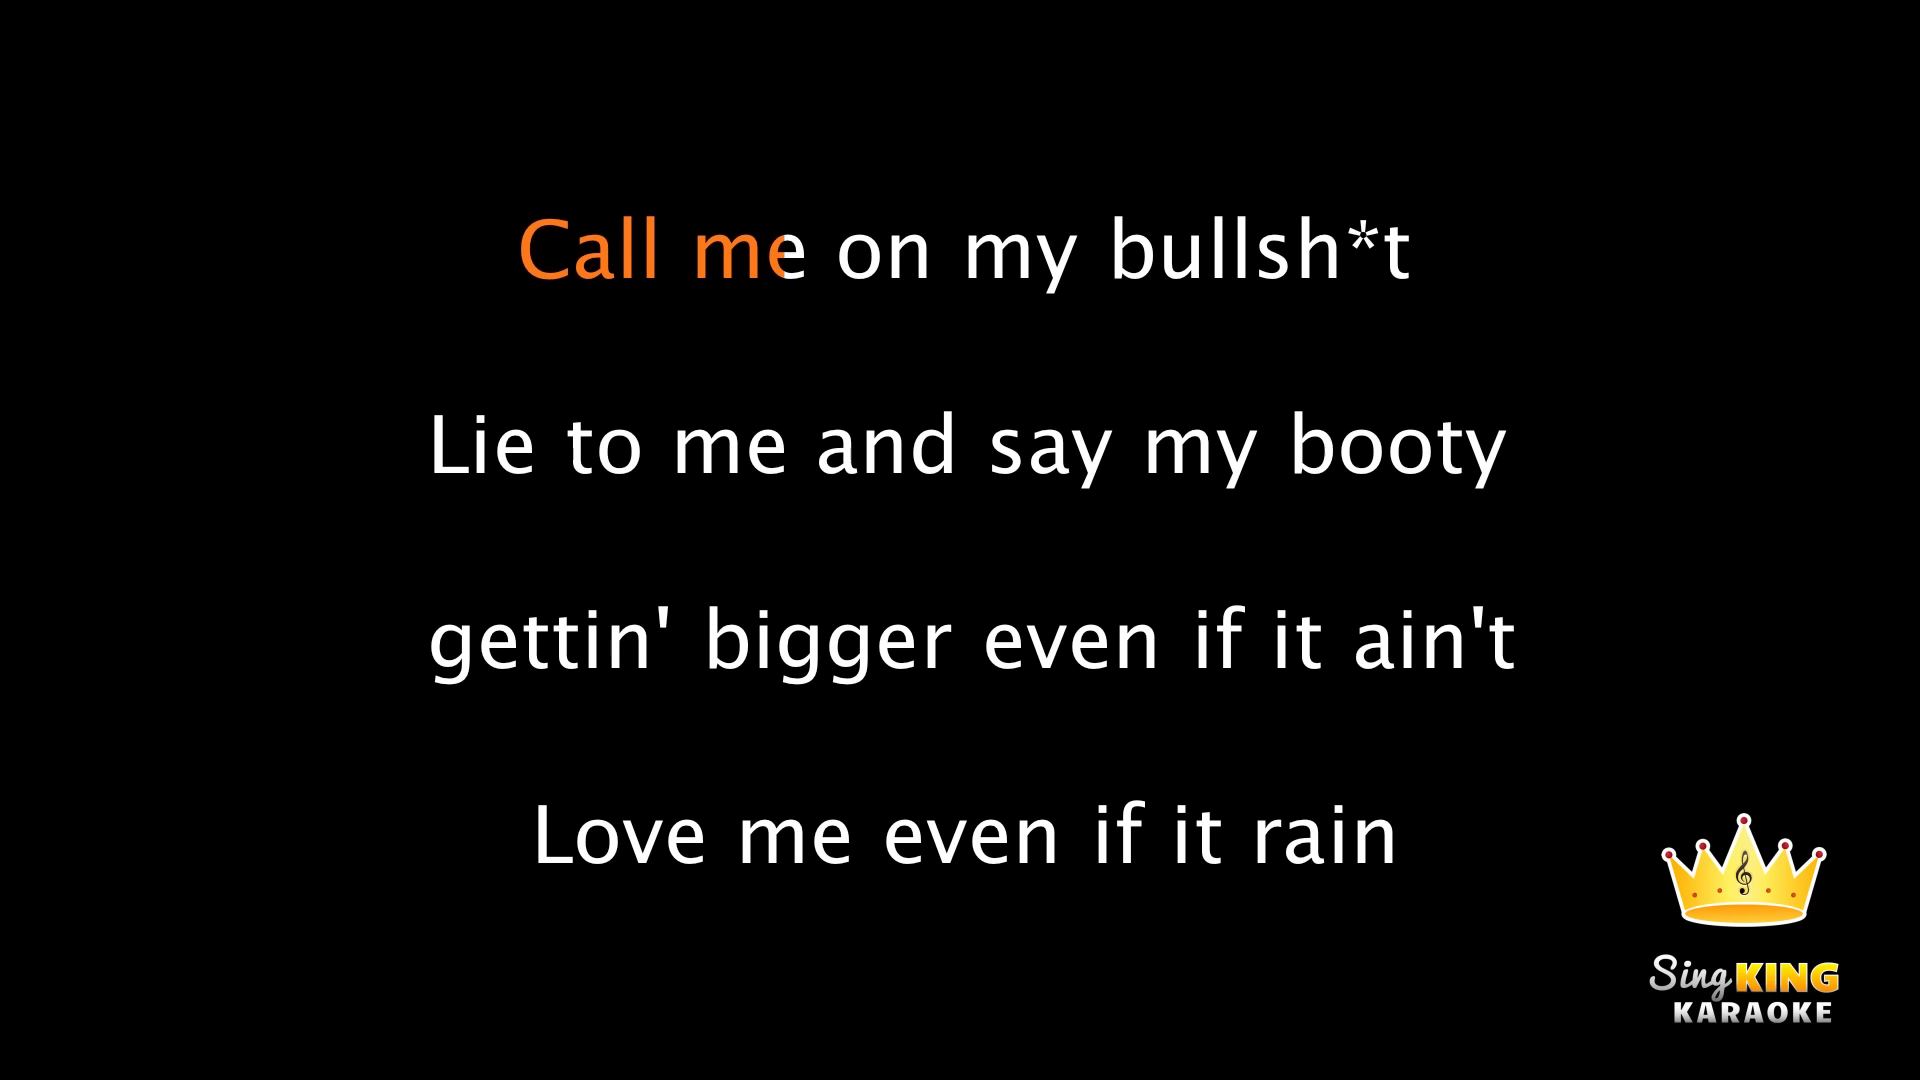 Call me on my bullsh*t
Lie to me and say my booty
gettin' bigger even if it ain't
Love me even if it rain
Sing KING
KARAOKE